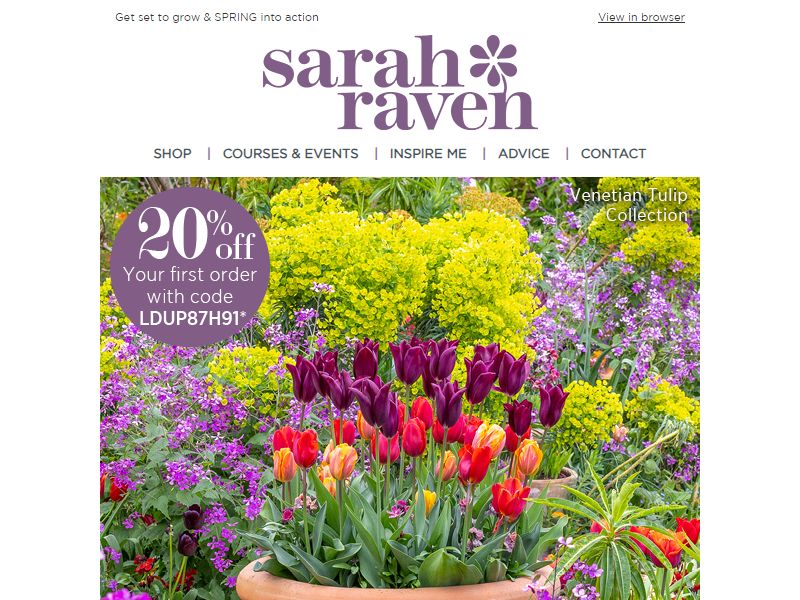 Get set to grow & SPRING into action
View in browser
sarah
raven
SHOP | COURSES & EVENTS | INSPIRE ME | ADVICE | CONTACT
Venetian Tulip
Collection
20% off
Your first order
with code
LDUP87H91*